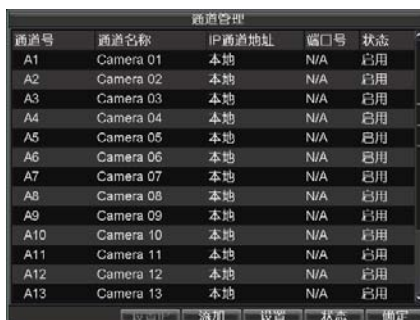 通道管理
通道号 通道名称 IP通道地址 端口号 状态
A1 Camera 01 本地 N/A 启用
A2 Camera 02 本地 N/A 启用
A3 Camera 03 本地 N/A 启用
A4 Camera 04 本地 N/A 启用
A5 Camera 05 本地 N/A 启用
A6 Camera 06 本地 N/A 启用
A7 Camera 07 本地 N/A 启用
A8 Camera 08 本地 N/A 启用
A9 Camera 09 本地 N/A 启用
A10 Camera 10 本地 N/A 启用
A11 Camera 11 本地 N/A 启用
A12 Camera 12 本地 N/A 启用
A13 Camera 13 本地 N/A 启用
添加 设置 状态 确定